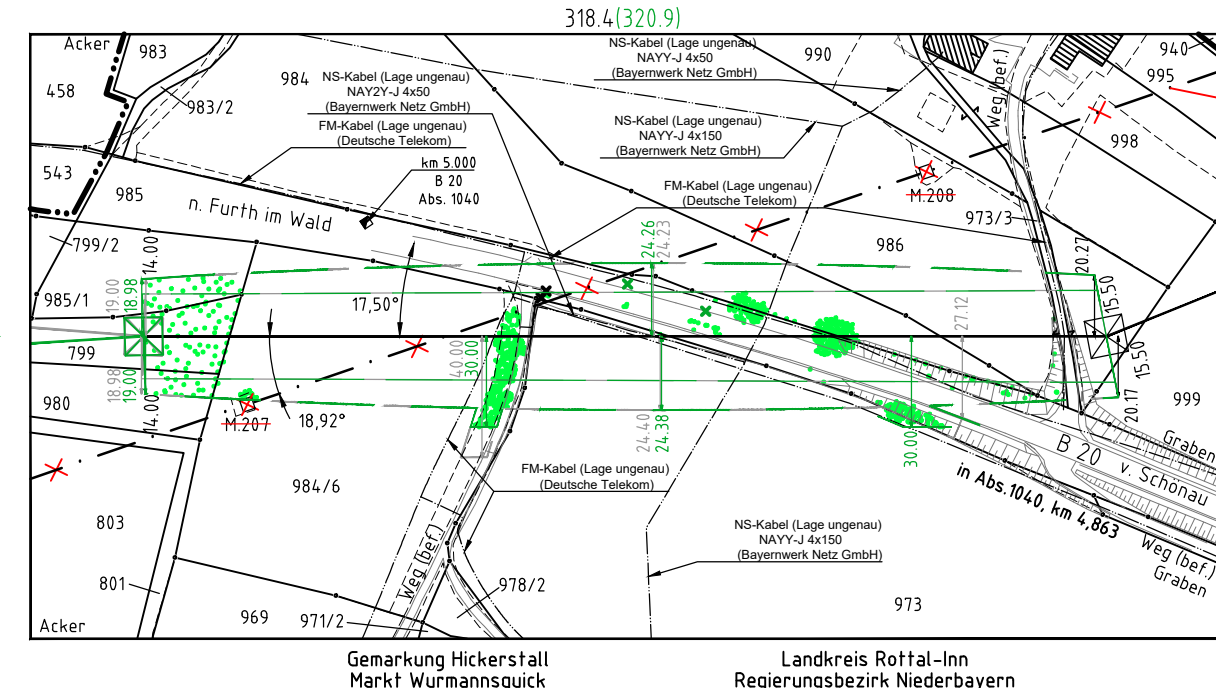 318.4(320.9)
Acker
983
458
984
983/2
NS-Kabel (Lage ungenau)
NAY2Y-J 4x50
(Bayernwerk Netz GmbH)
FM-Kabel (Lage ungenau)
(Deutsche Telekom)
km 5.000
B 20
Abs. 1040
NS-Kabel (Lage ungenau)
NAYY-J 4x50
(Bayernwerk Netz GmbH)
990
NS-Kabel (Lage ungenau)
NAYY-J 4x150
(Bayernwerk Netz GmbH)
FM-Kabel (Lage ungenau)
(Deutsche Telekom)
Weg (bef.)
940
995
998
M.208
973/3
986
543
985
n. Furth im Wald
799/2
985/1
799
980
14.00
19.00
18.98
18.98
19.00
14.00
17,50°
18,92°
M.207
24.26
24.23
40.00
30.00
24.40
24.38
27.12
30.00
20.27
15.50
15.50
20.17
999
Graben
B 20
v. Schönau
in Abs.1040, km 4,863
Weg (bef.)
Graben
FM-Kabel (Lage ungenau)
(Deutsche Telekom)
984/6
803
801
Weg (bef.)
978/2
NS-Kabel (Lage ungenau)
NAYY-J 4x150
(Bayernwerk Netz GmbH)
973
969
971/2
Acker
Gemarkung Hickerstall
Markt Wurmannsquick
Landkreis Rottal-Inn
Regierungsbezirk Niederbayern